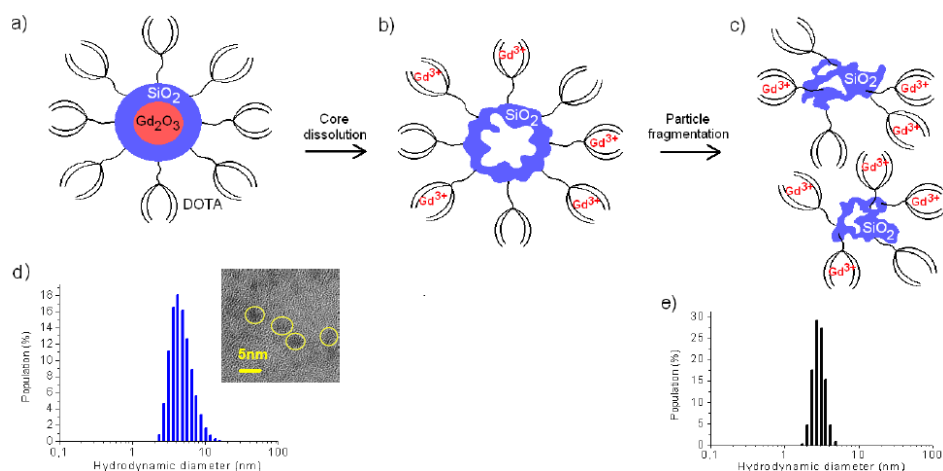 a)
SiO2
Gd2O3
DOTA
Core
dissolution
b)
Gd3+
Gd3+
Gd3+
SiO2
Gd3+
Gd3+
Gd3+
Gd3+
Particle
fragmentation
c)
Gd3+
SiO2
Gd3+
Gd3+
Gd3+
Gd3+
Gd3+
SiO2
Gd3+
d)
Population (%)
18
16
14
12
10
8
6
4
2
0
0,1
1
10
100
Hydrodynamic diameter (nm)
5nm
e)
Population (%)
30
25
20
15
10
5
0
0,1
1
10
100
Hydrodynamic diameter (nm)